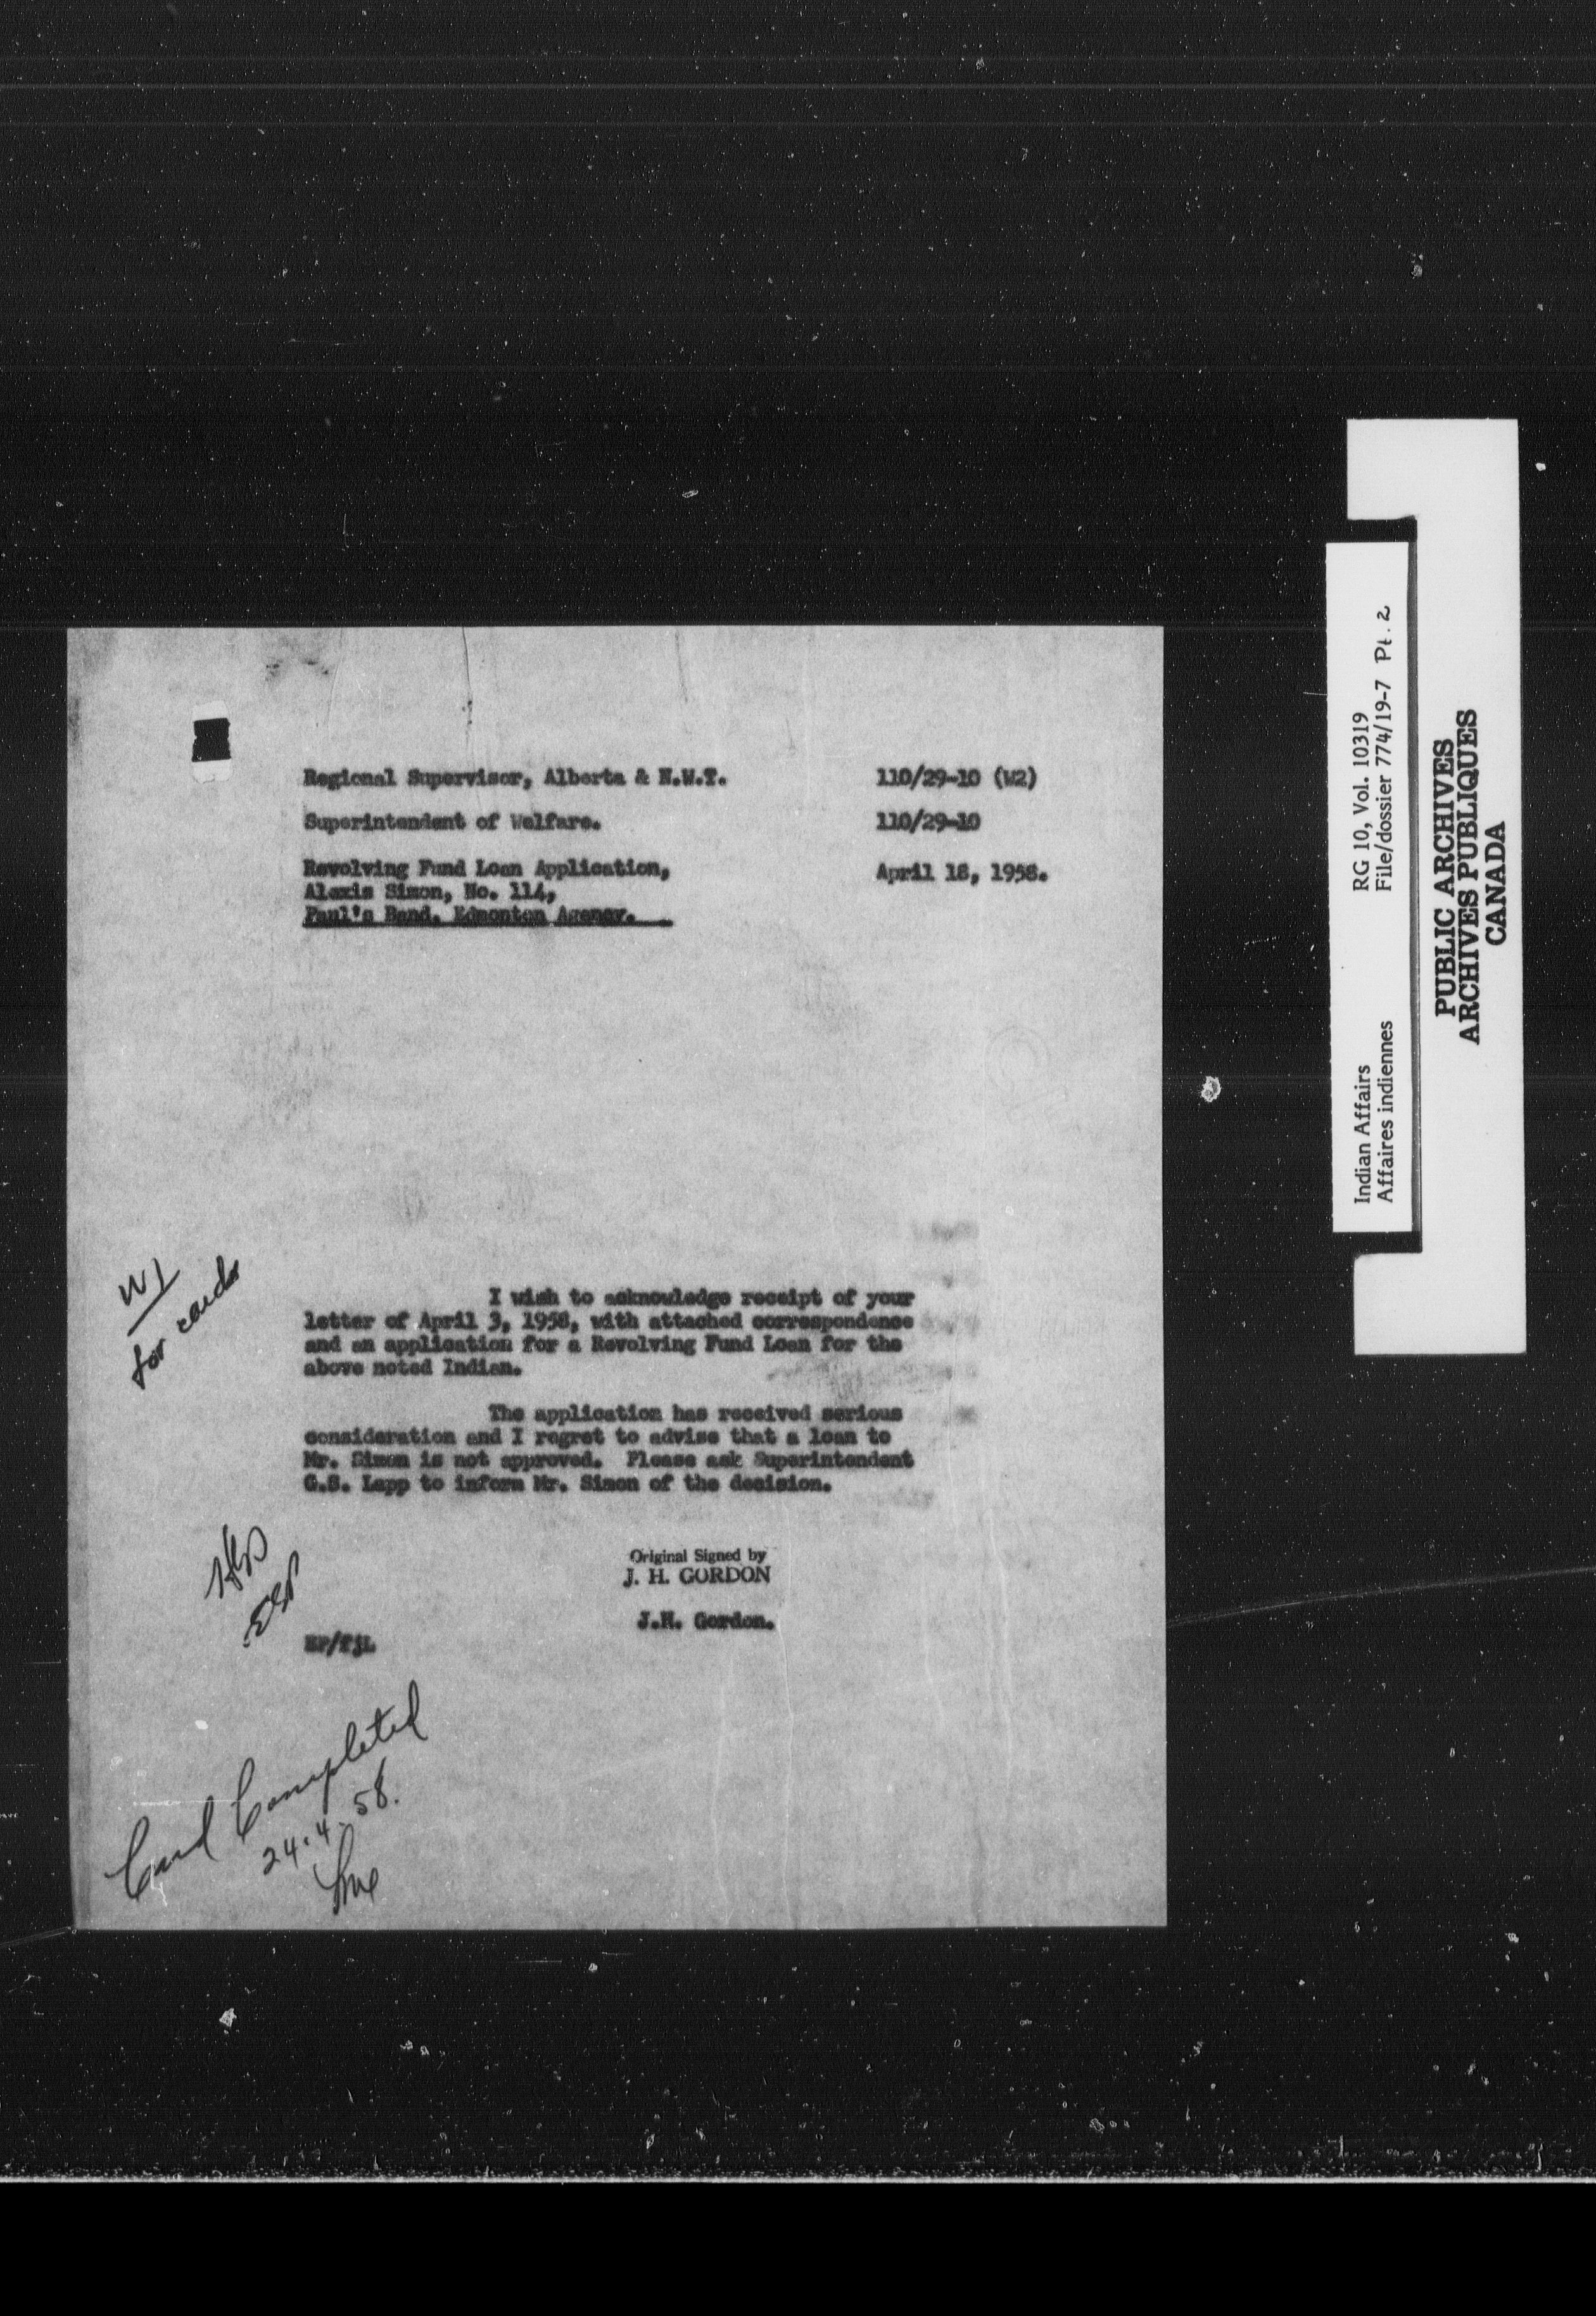 Regional Supervisor, Alberta & N.W.T. 110/29-10 (W2)
Superintendent of Welfare. 110/29-10
Revolving Fund Loan Application, April 18, 1958.
Alexis Simon, No. 114,
Paul's Band, Edmonton Agency.
W1
for cards
I wish to acknowledge receipt of your
letter of April 3, 1958, with attached correspondence
and an application for a Revolving Fund Loan for the
above noted Indian.
The application has received serious
consideration and I regret to advise that a loan to
Mr. Simon is not approved. Please ask Superintendent
G.S. Lapp to inform Mr. Simon of the decision.
Original Signed by
J. H. GORDON
J.H. Gordon.
Card Completed
24.4.58.
Indian Affairs RG 10, Vol. 10319
Affaires indiennes File/dossier 774/19-7 Pt. 2
PUBLIC ARCHIVES
ARCHIVES PUBLIQUES
CANADA